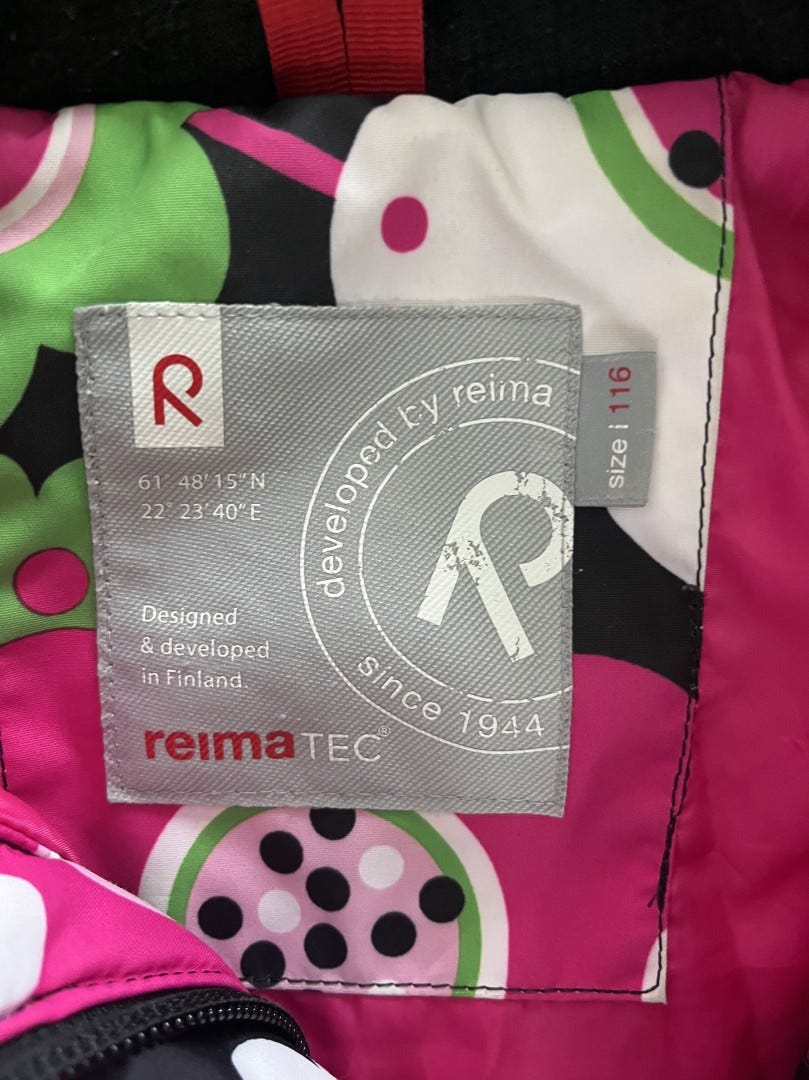 R
61° 48' 15" N
22° 23' 40" E
Designed
& developed
in Finland.
reimaTEC®
developed by reima
R
since 1944
size | 116